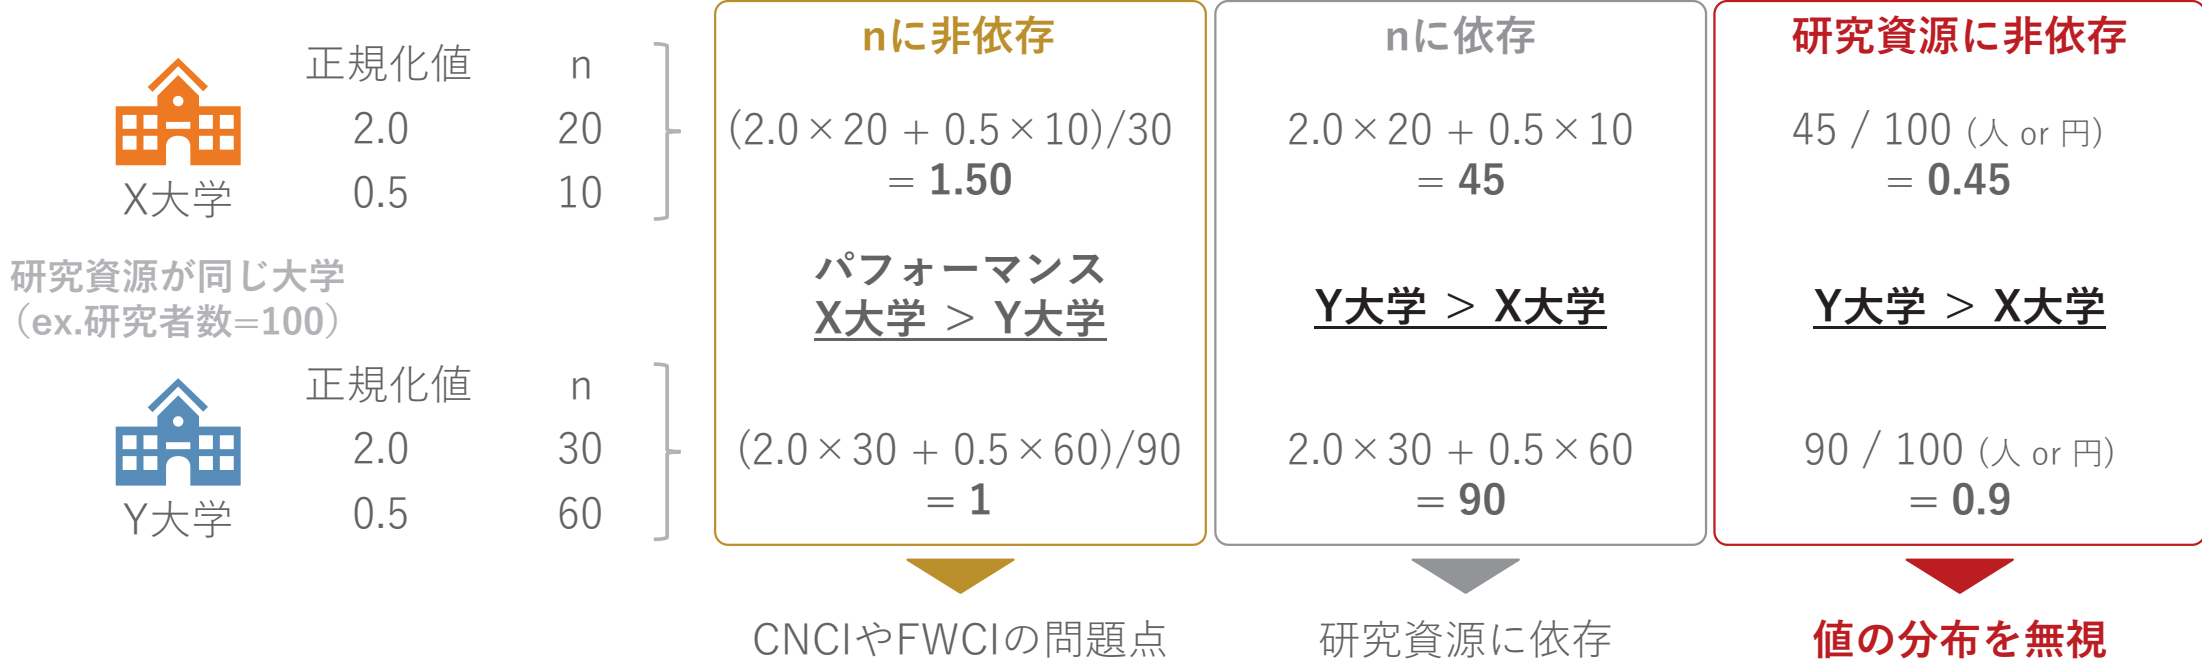 正規化値 n
2.0 20
0.5 10
X大学
研究資源が同じ大学
（ex.研究者数=100）
正規化値 n
2.0 30
0.5 60
Y大学
nに非依存
(2.0×20 + 0.5×10)/30
= 1.50
パフォーマンス
X大学 > Y大学
(2.0×30 + 0.5×60)/90
= 1
CNCIやFWCIの問題点
nに依存
2.0×20 + 0.5×10
= 45
Y大学 > X大学
2.0×30 + 0.5×60
= 90
研究資源に依存
研究資源に非依存
45 / 100 (人 or 円)
= 0.45
Y大学 > X大学
90 / 100 (人 or 円)
= 0.9
値の分布を無視